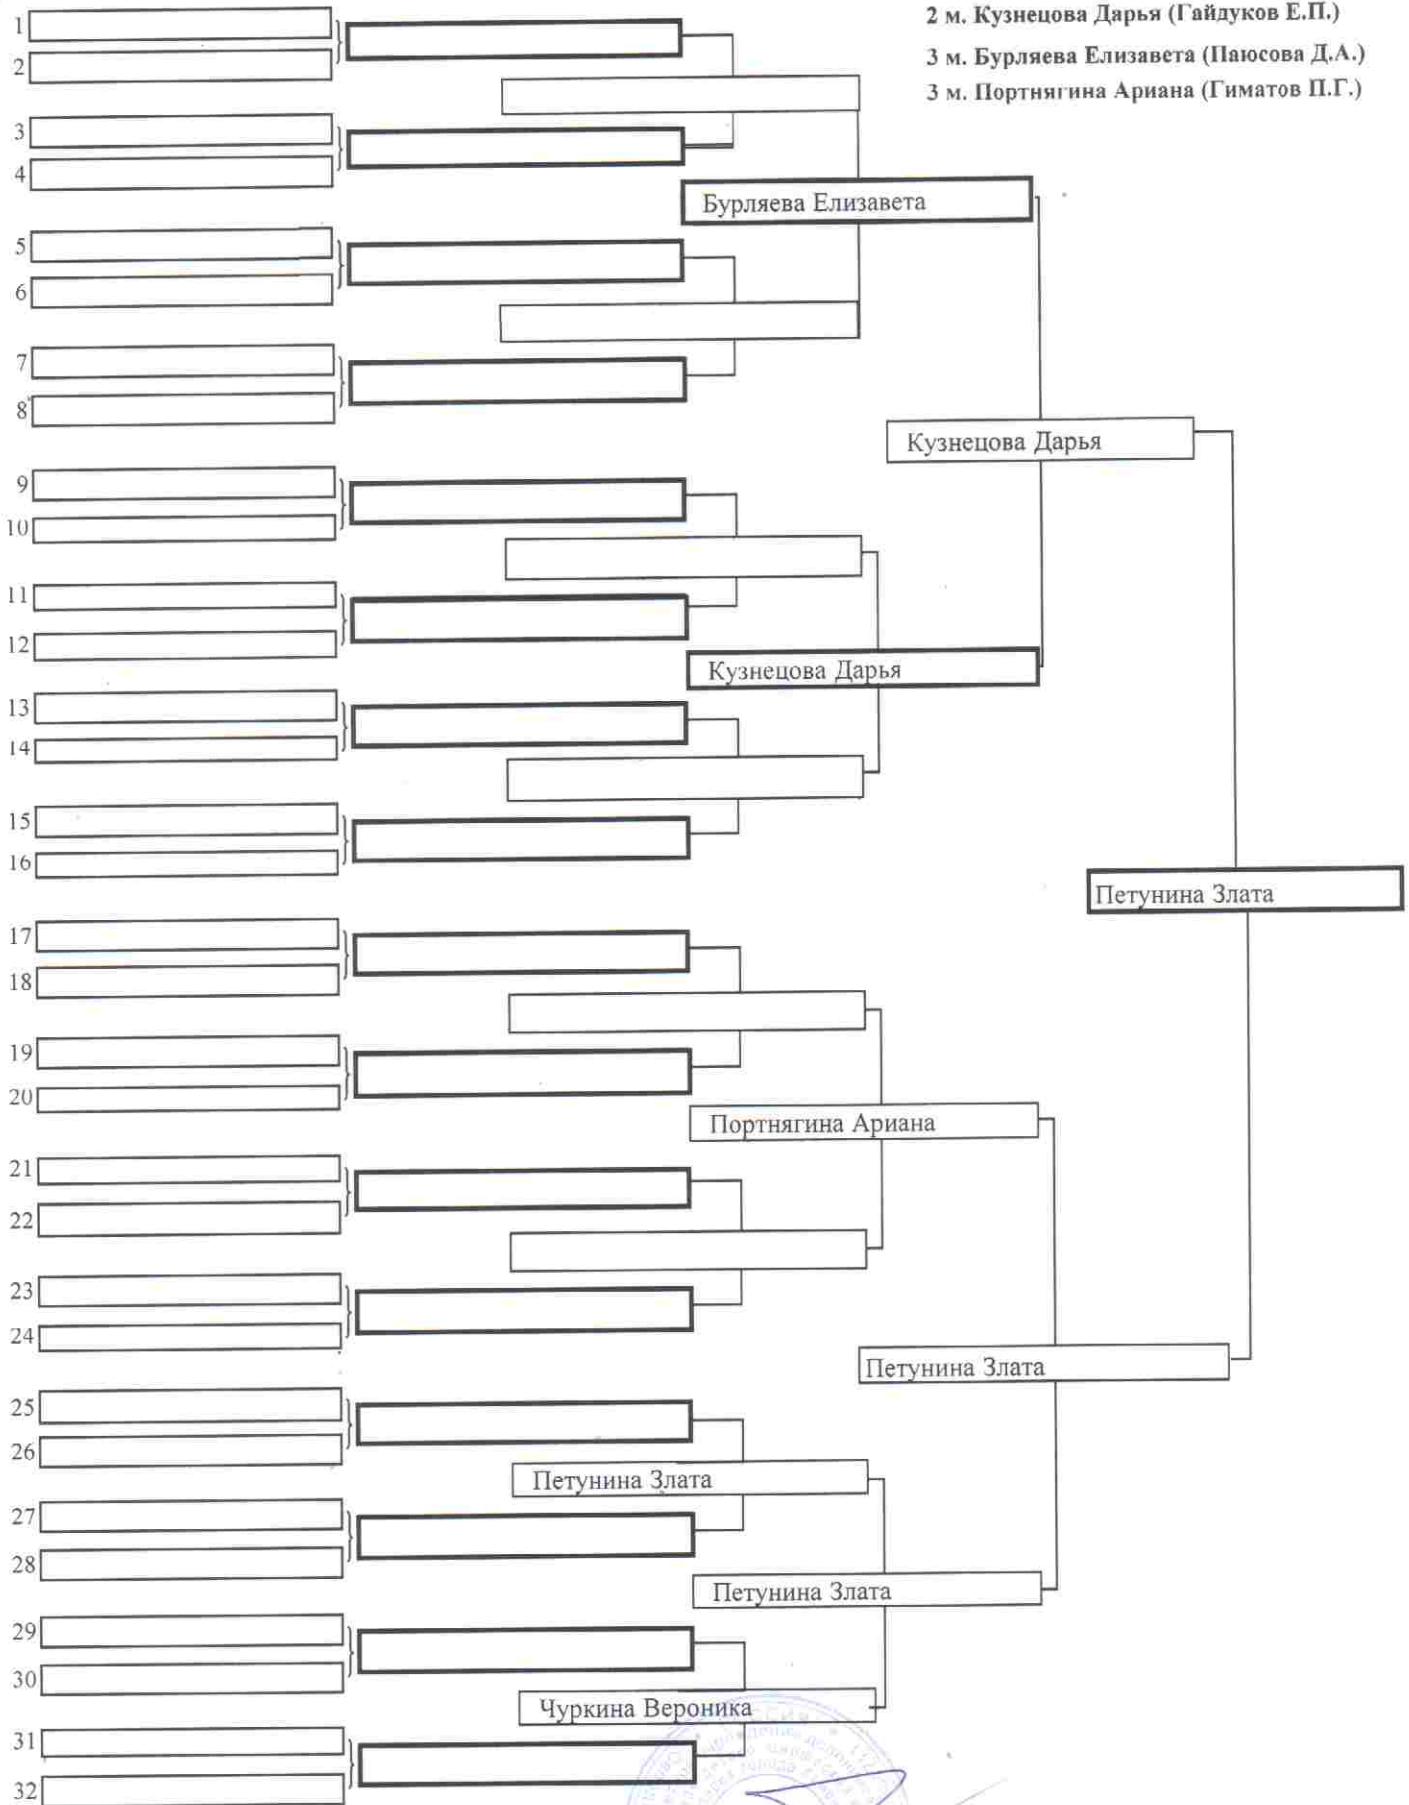 2 м. Кузнецова Дарья (Гайдуков Е.П.)
3 м. Бурляева Елизавета (Паюсова Д.А.)
3 м. Портнягина Ариана (Гиматов П.Г.)
1
2
3
4
Бурляева Елизавета
5
6
7
8
Кузнецова Дарья
9
10
11
12
Кузнецова Дарья
13
14
15
16
Петунина Злата
17
18
19
20
Портнягина Ариана
21
22
23
24
Петунина Злата
25
26
Петунина Злата
27
28
Петунина Злата
29
30
Чуркина Вероника
31
32